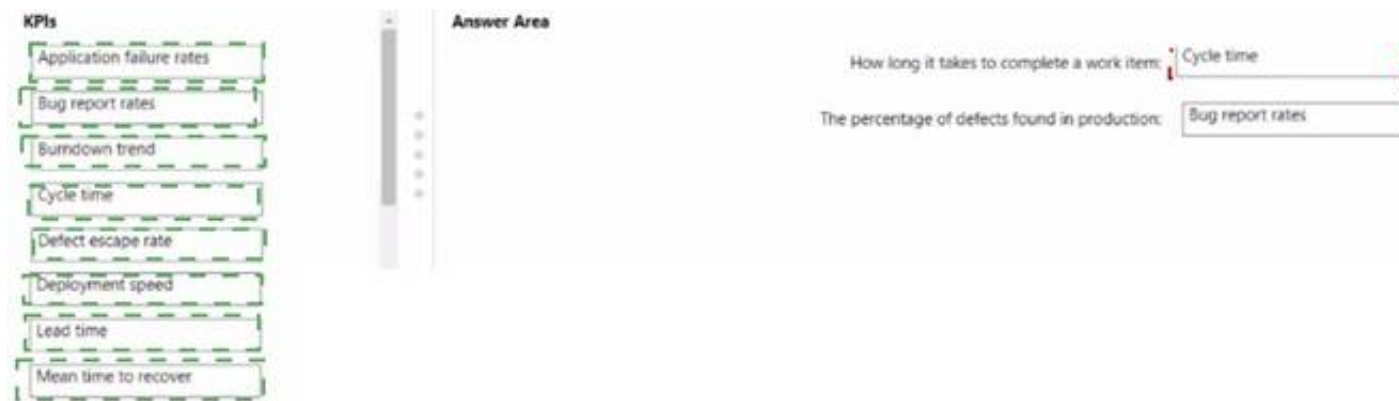 KPIs
Application failure rates
Bug report rates
Burndown trend
Cycle time
Defect escape rate
Deployment speed
Lead time
Mean time to recover
Answer Area
How long it takes to complete a work item: Cycle time
The percentage of defects found in production: Bug report rates